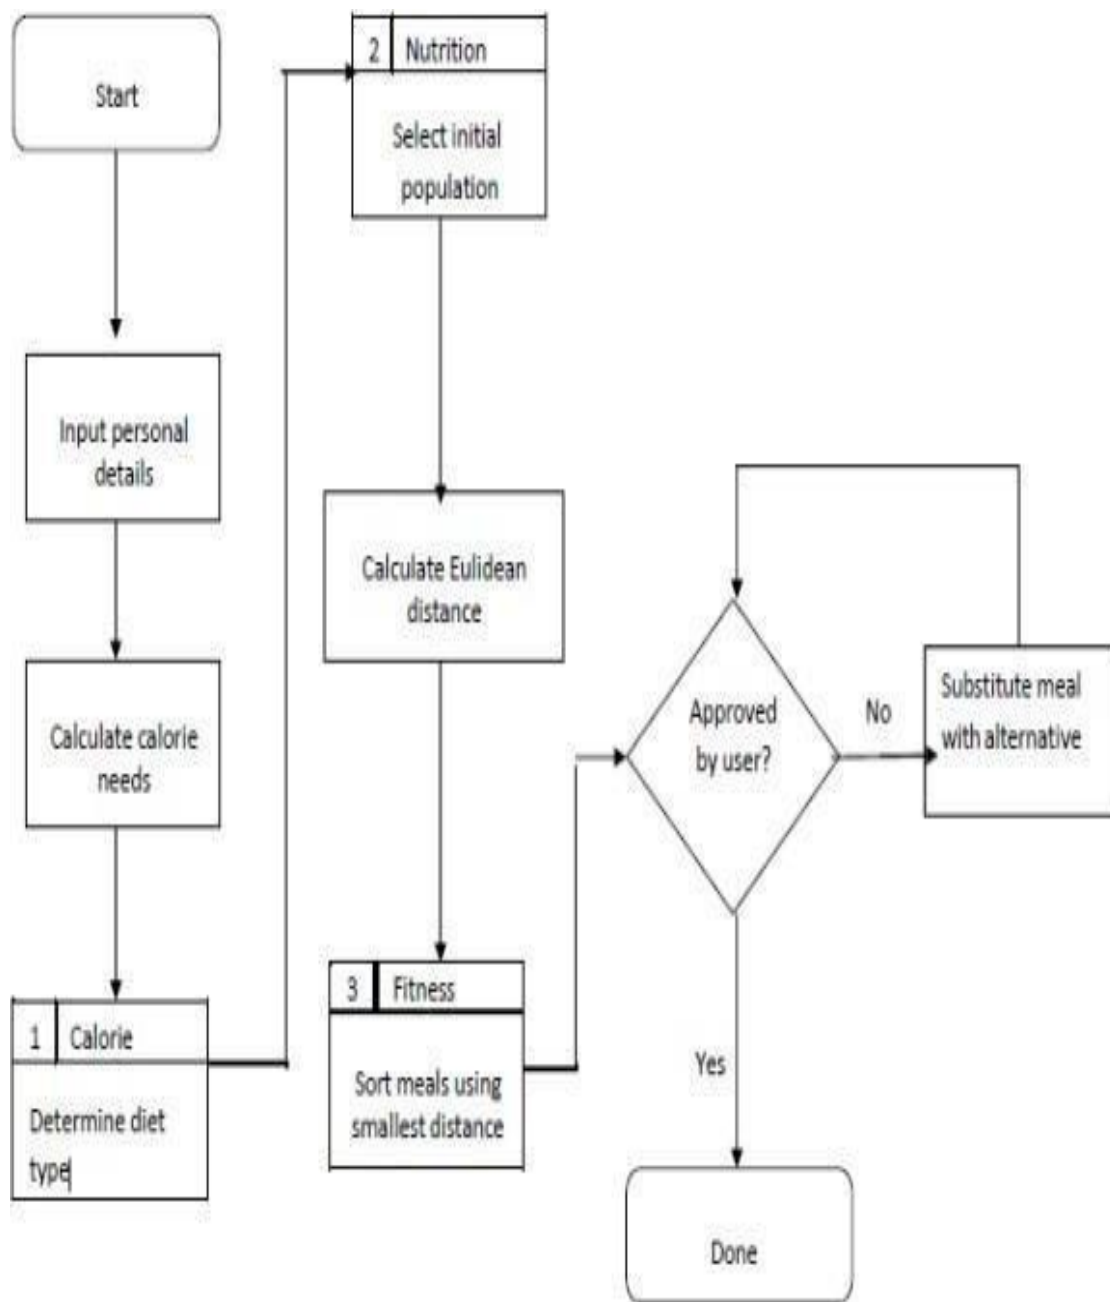 Start
Input personal
details
Calculate calorie
needs
1 Calorie
Determine diet
type
2 Nutrition
Select initial
population
Calculate Eulidean
distance
3 Fitness
Sort meals using
smallest distance
Approved
by user?
No
Substitute meal
with alternative
Yes
Done